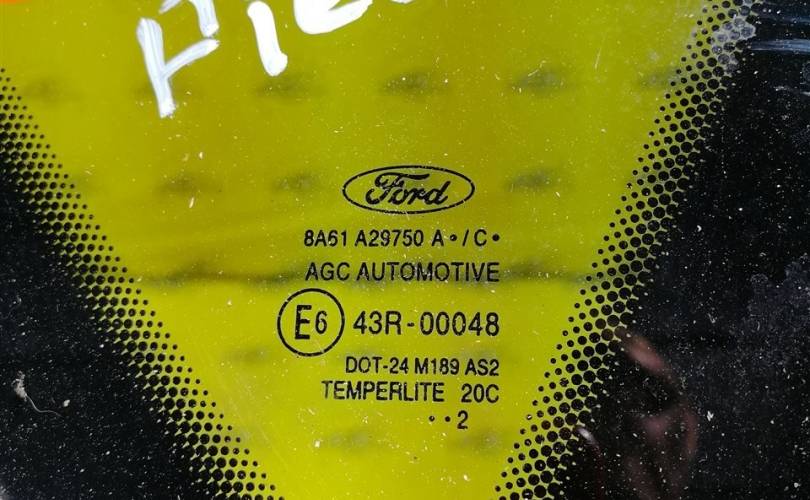 Ford
8A61 A29750 A•/C•
AGC AUTOMOTIVE
E6 43R-00048
DOT-24 M189 AS2
TEMPERLITE 20C
••2